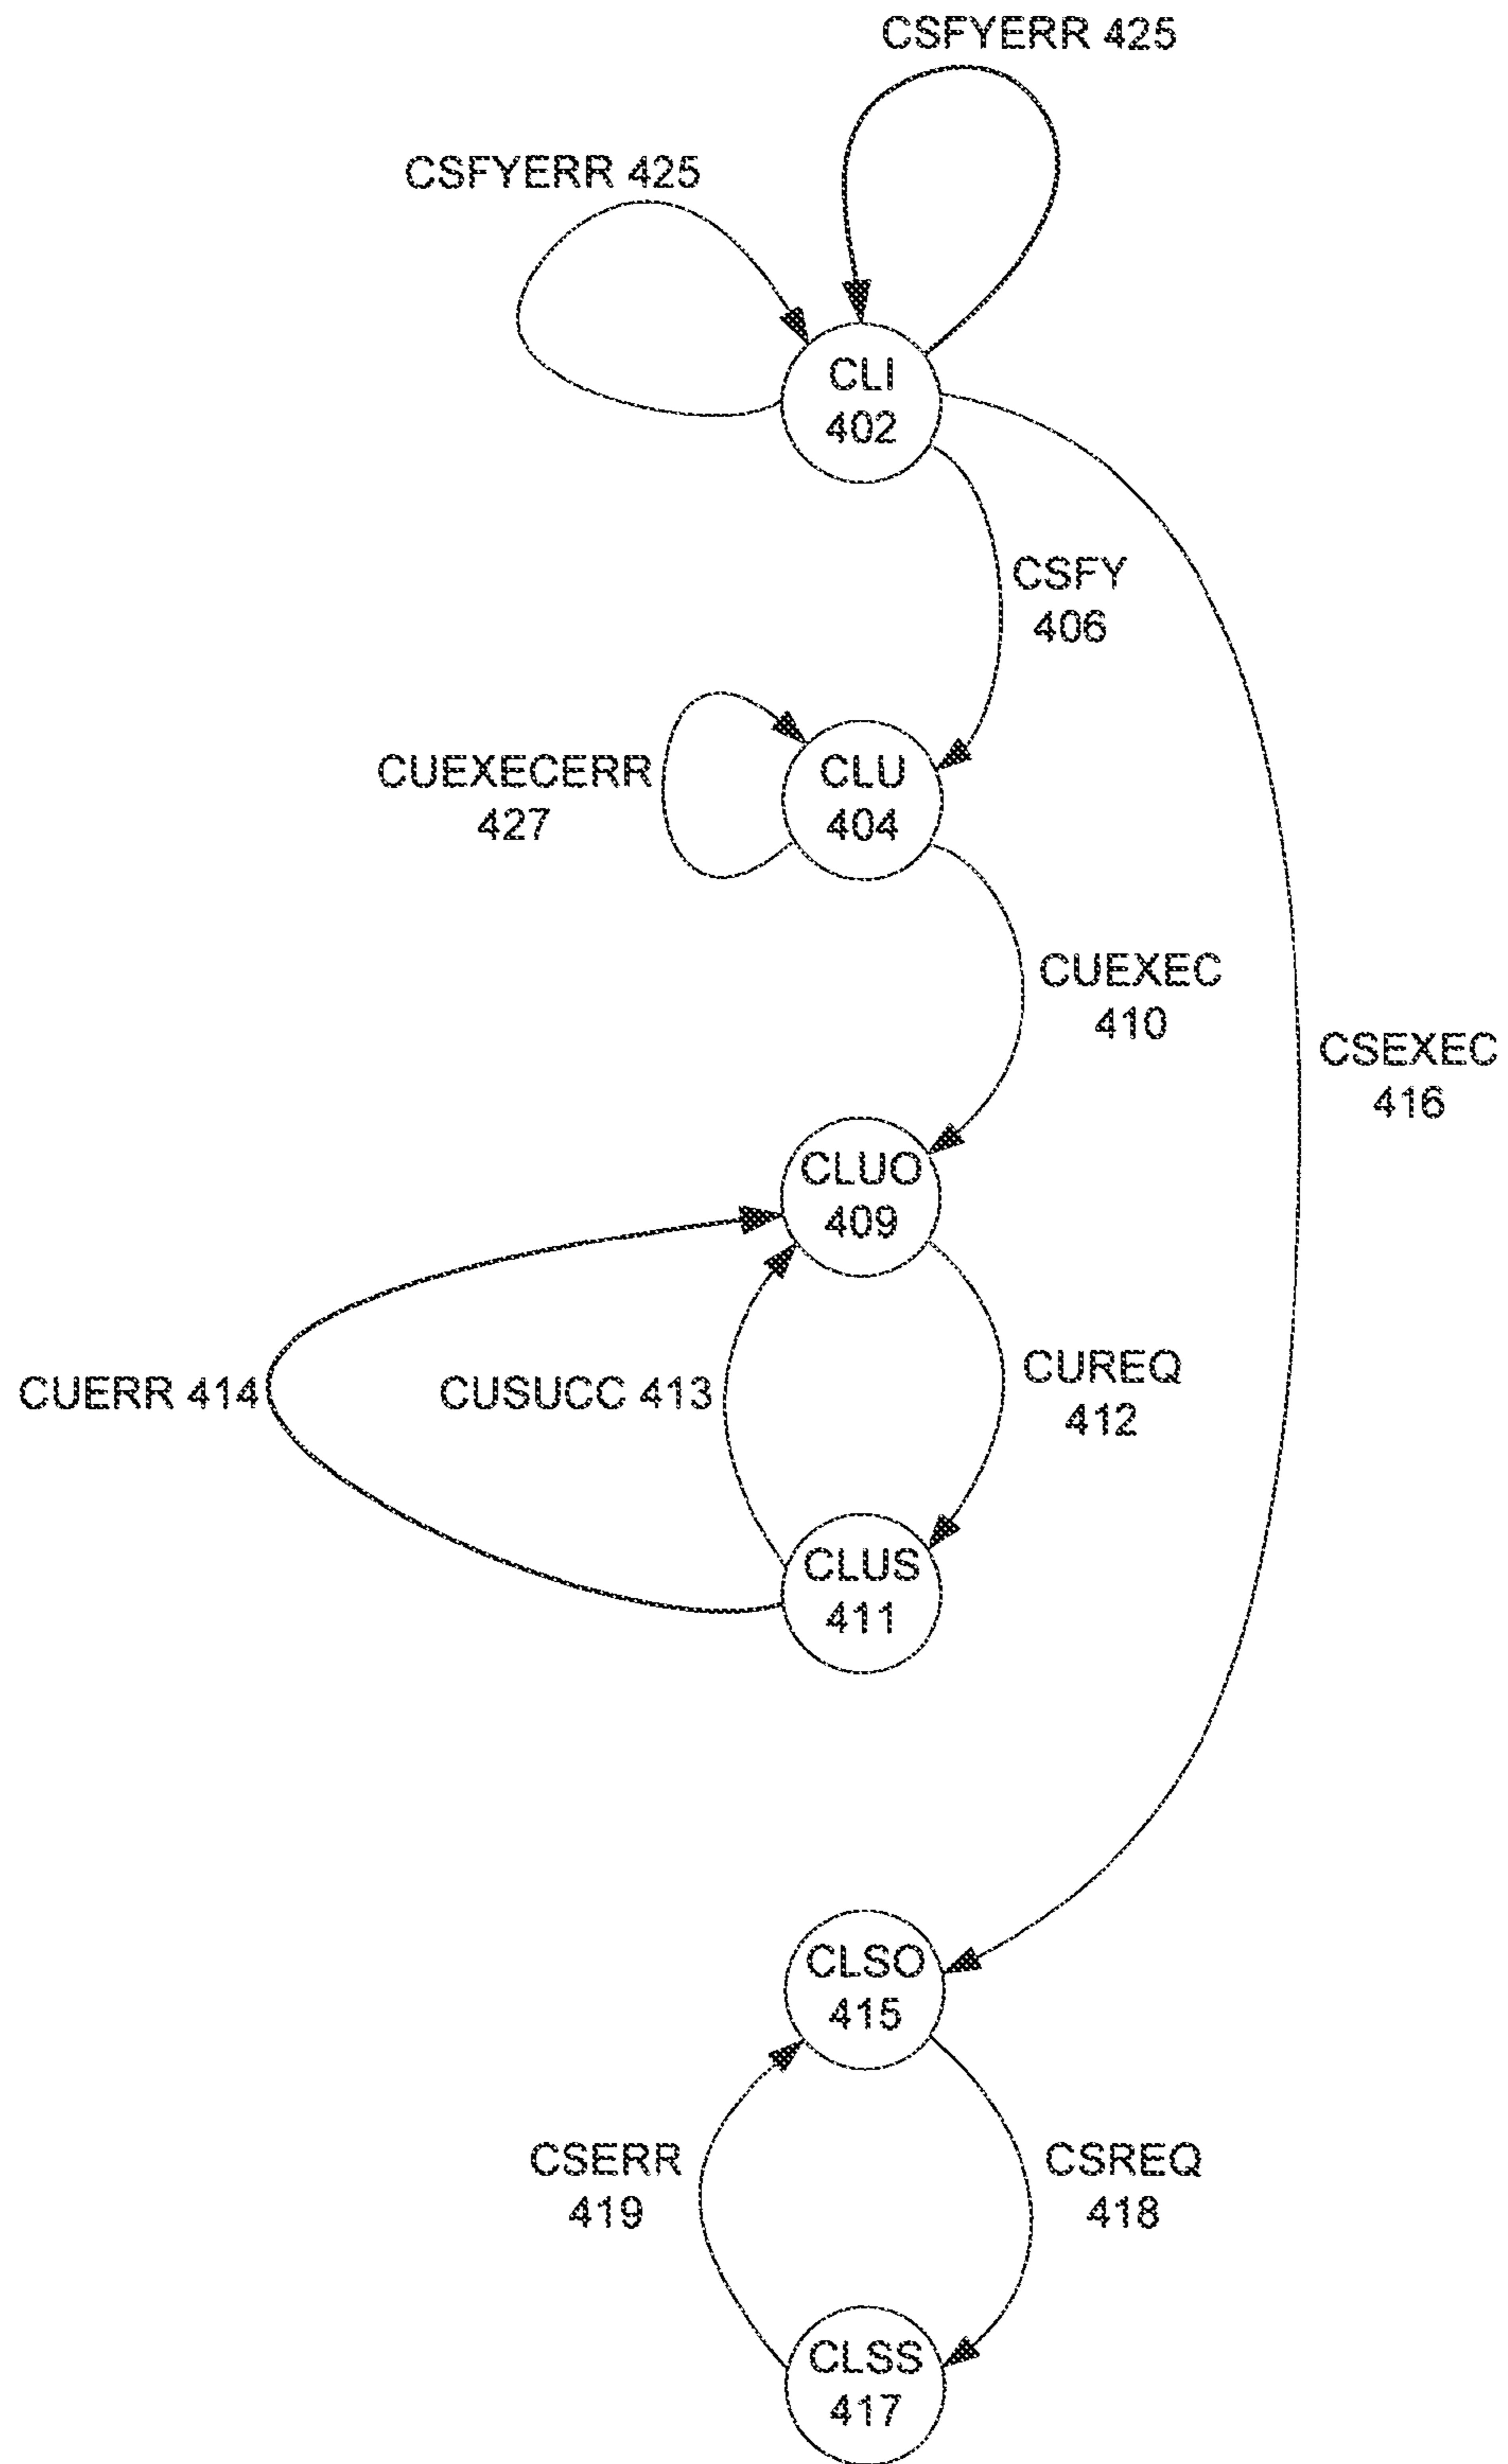 CSFYERR 425
CSFYERR 425
CLI
402
CSFY
406
CUEXECERR
427
CLU
404
CUEXEC
410
CSEXEC
416
CLUO
409
CUERR 414
CUSUCC 413
CUREQ
412
CLUS
411
CLSO
415
CSERR
419
CSREQ
418
CLSS
417